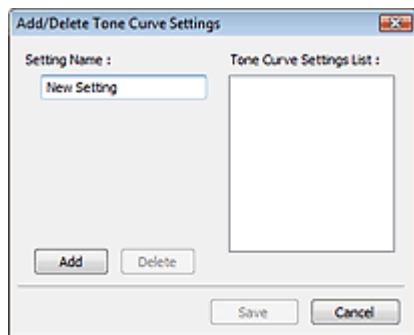 Add/Delete Tone Curve Settings
Setting Name :
Tone Curve Settings List :
New Setting
Add
Delete
Save
Cancel